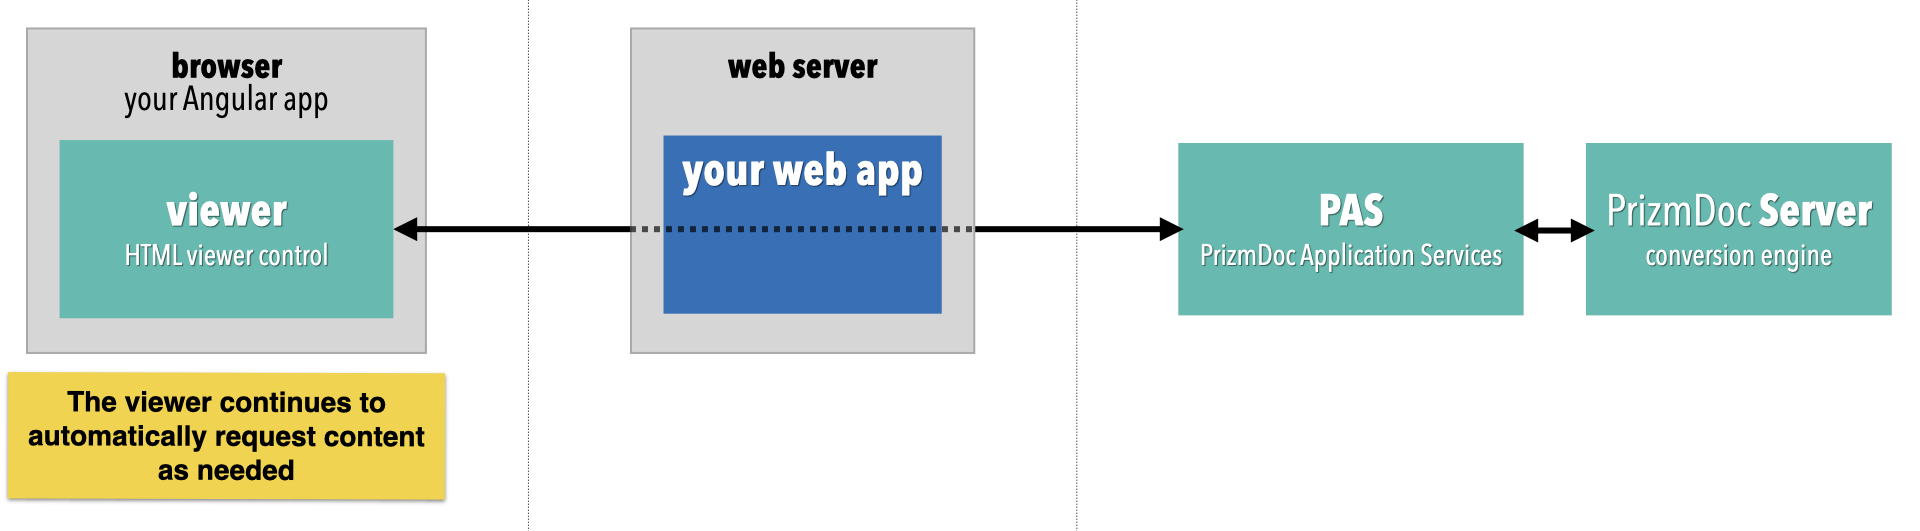 browser
your Angular app
viewer
HTML viewer control
The viewer continues to
automatically request content
as needed
web server
your web app
PAS
PrizmDoc Application Services
PrizmDoc Server
conversion engine